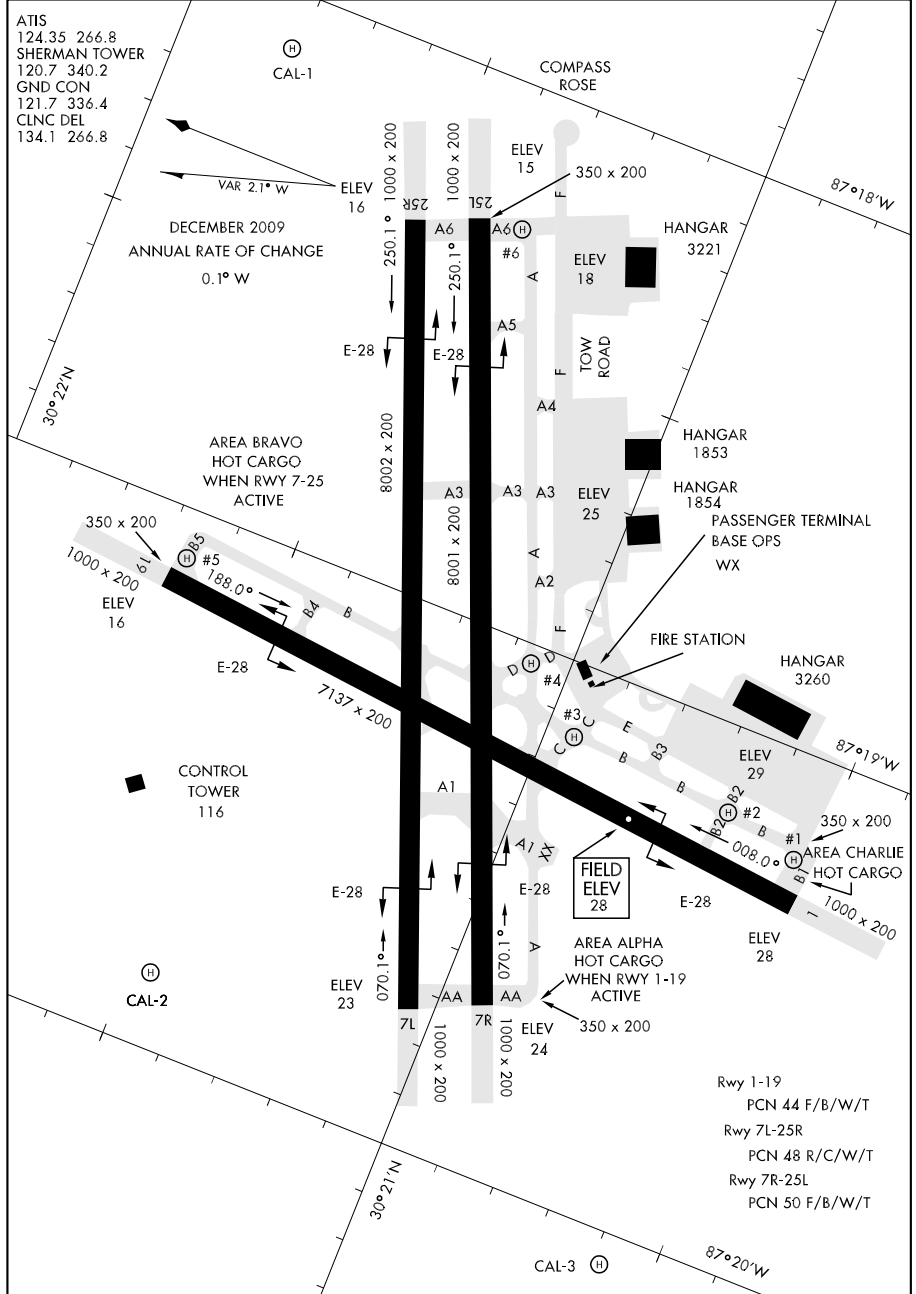 ATIS
124.35 266.8
SHERMAN TOWER
120.7 340.2
GND CON
121.7 336.4
CLNC DEL
134.1 266.8
H
CAL-1
COMPASS
ROSE
VAR 2.1° W
ELEV
16
DECEMBER 2009
ANNUAL RATE OF CHANGE
0.1° W
1000 x 200
1000 x 200
ELEV
15
350 x 200
F
87°18'W
25R
25L
250.1°
250.1°
A6
A6
H
#6
A
ELEV
18
HANGAR
3221
E-28
E-28
A5
TOW
ROAD
F
30°22'N
A4
8002 x 200
AREA BRAVO
HOT CARGO
WHEN RWY 7-25
ACTIVE
HANGAR
1853
A3
A3
A3
ELEV
25
HANGAR
1854
8001 x 200
PASSENGER TERMINAL
BASE OPS
WX
350 x 200
1000 x 200
19
H
#5
B5
188.0°
B4
B
ELEV
16
A
A2
F
E-28
7137 x 200
D
H
D
#4
FIRE STATION
HANGAR
3260
#3
C
H
C
E
B
B3
87°19'W
CONTROL
TOWER
116
A1
ELEV
29
B
B2
H
#2
B2
B
350 x 200
#1
H
AREA CHARLIE
HOT CARGO
008.0°
B1
A1
XX
FIELD
ELEV
28
E-28
E-28
E-28
1000 x 200
1
ELEV
28
070.1°
070.1°
A
AREA ALPHA
HOT CARGO
WHEN RWY 1-19
ACTIVE
H
CAL-2
ELEV
23
AA
AA
350 x 200
7L
7R
ELEV
24
1000 x 200
1000 x 200
Rwy 1-19
PCN 44 F/B/W/T
Rwy 7L-25R
PCN 48 R/C/W/T
Rwy 7R-25L
PCN 50 F/B/W/T
30°21'N
87°20'W
CAL-3
H